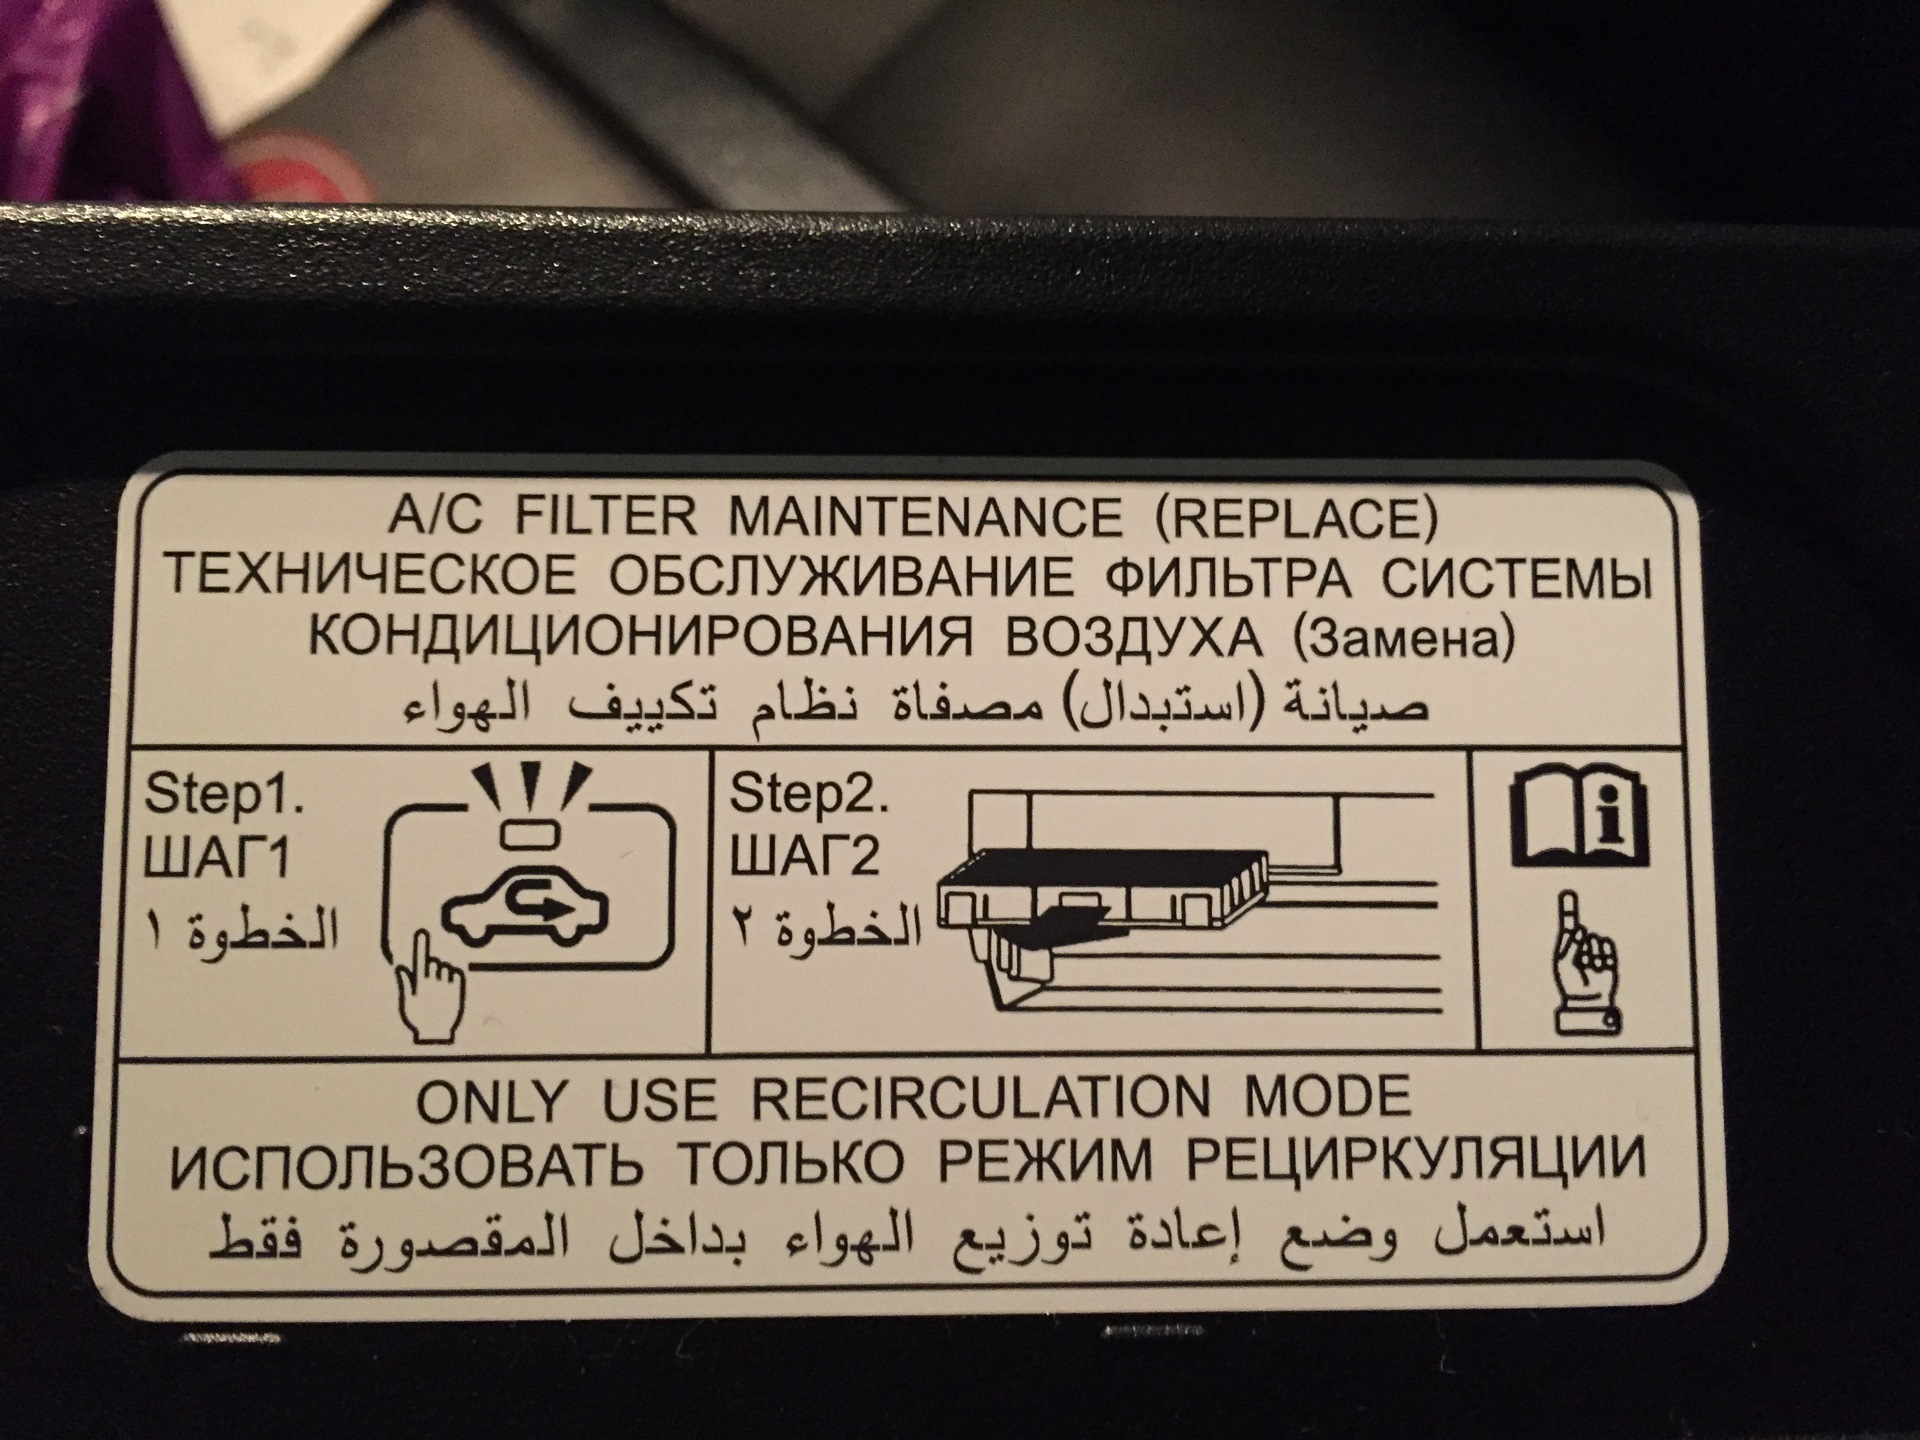 A/C FILTER MAINTENANCE (REPLACE)
ТЕХНИЧЕСКОЕ ОБСЛУЖИВАНИЕ ФИЛЬТРА СИСТЕМЫ
КОНДИЦИОНИРОВАНИЯ ВОЗДУХА (Замена)
صيانة (استبدال) مصفاة نظام تكييف الهواء
Step1.
ШАГ1
الخطوة ١
Step2.
ШАГ2
الخطوة ٢
i
ONLY USE RECIRCULATION MODE
ИСПОЛЬЗОВАТЬ ТОЛЬКО РЕЖИМ РЕЦИРКУЛЯЦИИ
استعمل وضع إعادة توزيع الهواء بداخل المقصورة فقط